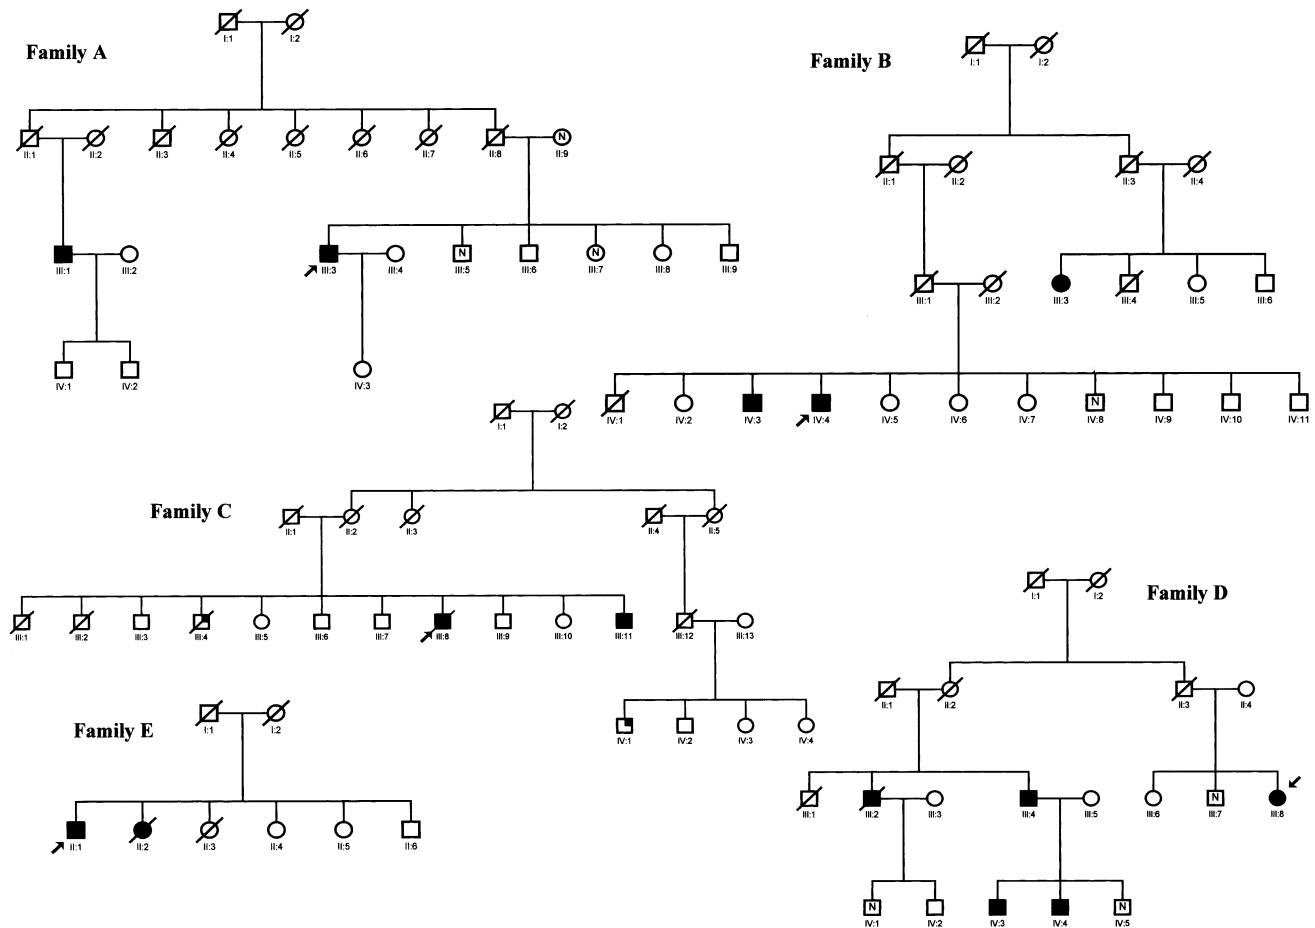 Family A
I:1 I:2
II:1 II:2 II:3 II:4 II:5 II:6 II:7 II:8 N II:9
III:1 III:2 III:3 III:4 N III:5 III:6 N III:7 III:8 III:9
IV:1 IV:2 IV:3
Family B
I:1 I:2
II:1 II:2 II:3 II:4
III:1 III:2 III:3 III:4 III:5 III:6
IV:1 IV:2 IV:3 IV:4 IV:5 IV:6 IV:7 N IV:8 IV:9 IV:10 IV:11
Family C
I:1 I:2
II:1 II:2 II:3 II:4 II:5
III:1 III:2 III:3 III:4 III:5 III:6 III:7 III:8 III:9 III:10 III:11 III:12 III:13
IV:1 IV:2 IV:3 IV:4
Family D
I:1 I:2
II:1 II:2 II:3 II:4
III:1 III:2 III:3 III:4 III:5 III:6 N III:7 III:8
N IV:1 IV:2 IV:3 IV:4 N IV:5
Family E
I:1 I:2
II:1 II:2 II:3 II:4 II:5 II:6